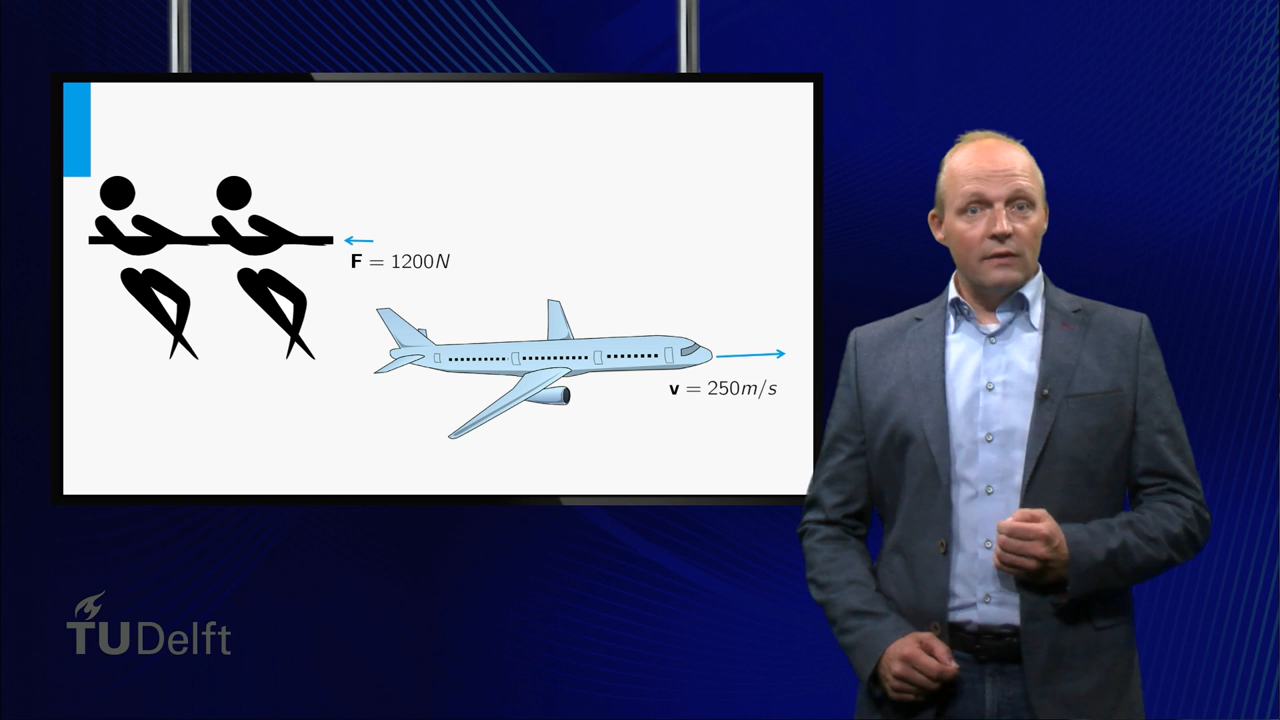 F = 1200N
v = 250m/s
TUDelft